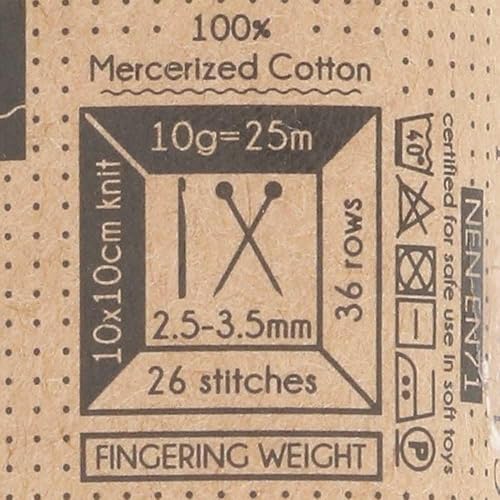 100%
Mercerized Cotton
10g=25m
10x10cm knit
36 rows
2.5-3.5mm
26 stitches
FINGERING WEIGHT
40°
P
certified for safe use in soft toys
NEN-EN71